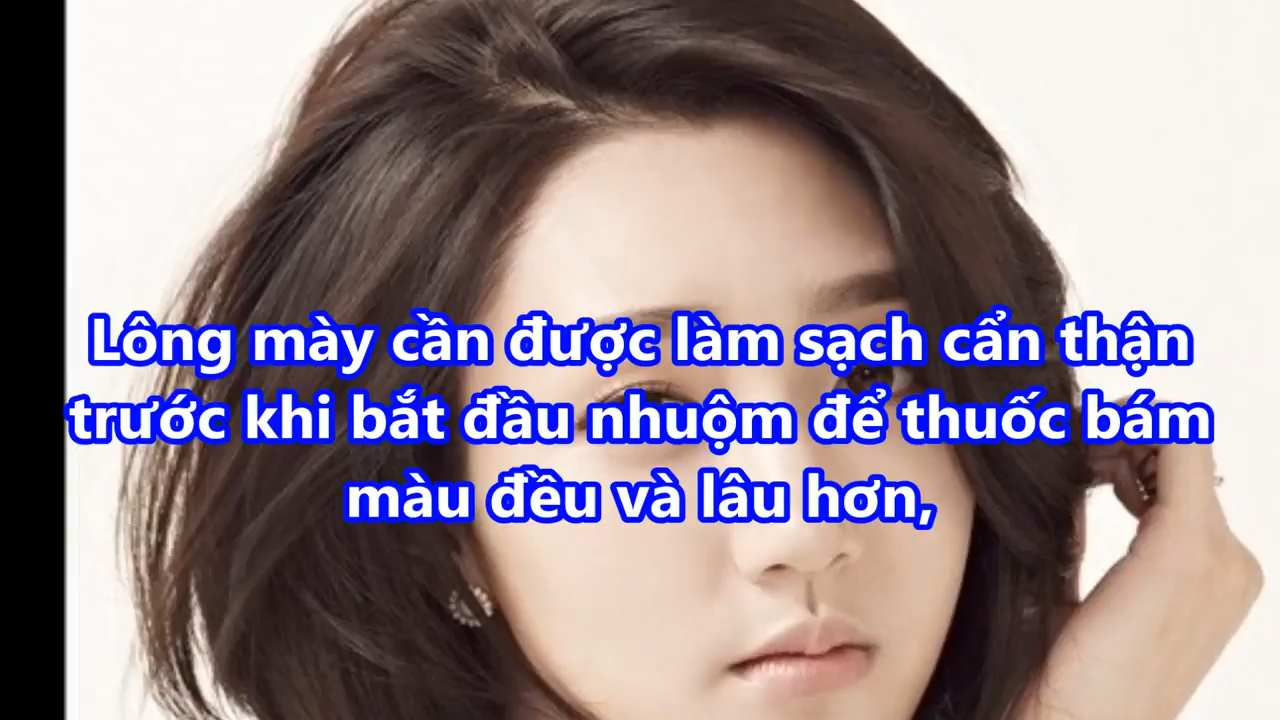 Lông mày cần được làm sạch cẩn thận
trước khi bắt đầu nhuộm để thuốc bám
màu đều và lâu hơn,